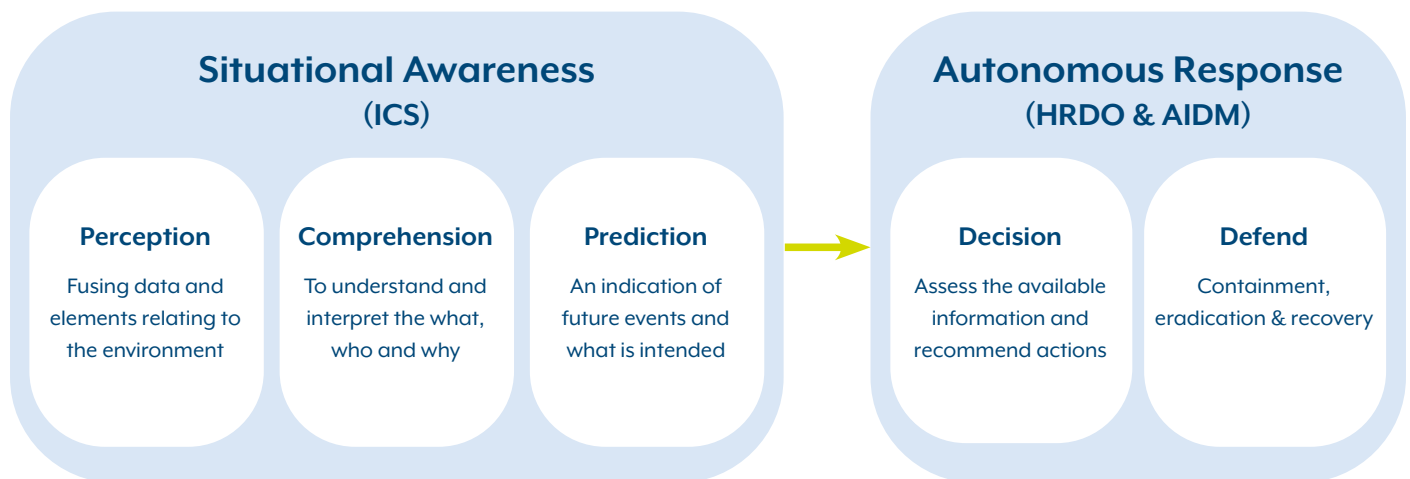 Situational Awareness
(ICS)
Perception
Fusing data and
elements relating to
the environment
Comprehension
To understand and
interpret the what,
who and why
Prediction
An indication of
future events and
what is intended
Autonomous Response
(HRDO & AIDM)
Decision
Assess the available
information and
recommend actions
Defend
Containment,
eradication & recovery